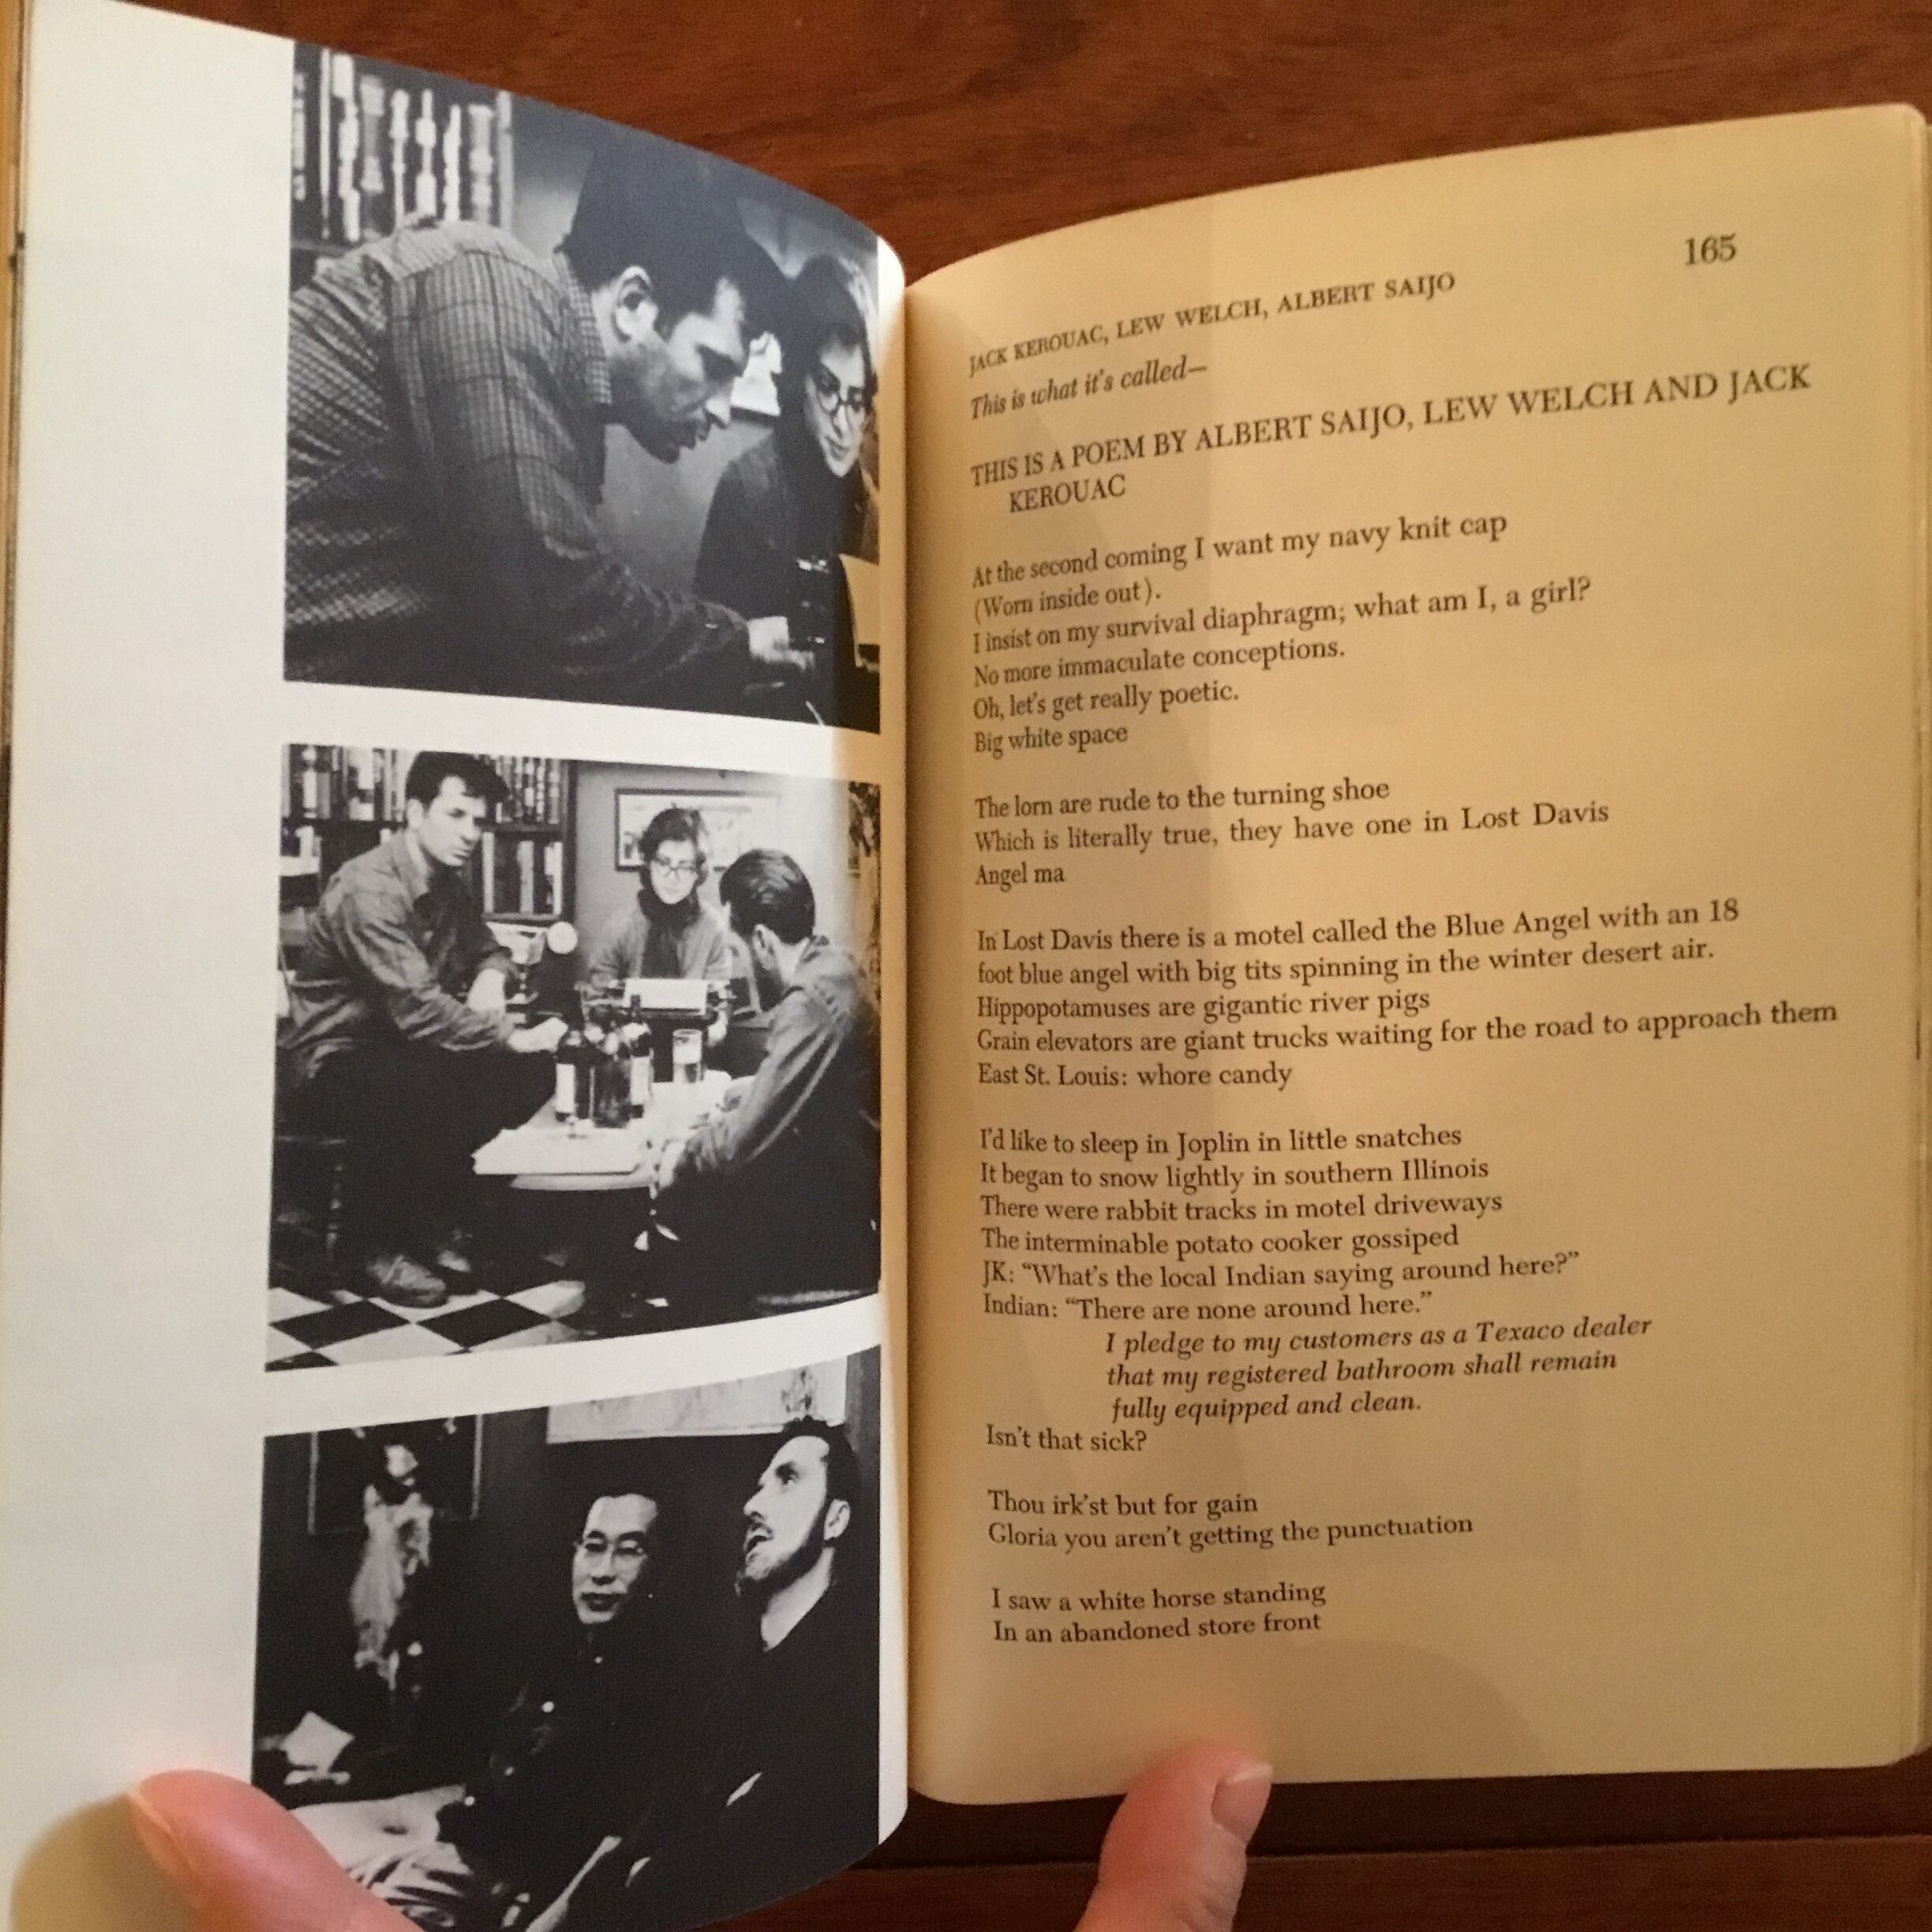 165
JACK KEROUAC, LEW WELCH, ALBERT SAIJO
This is what it's called—
THIS IS A POEM BY ALBERT SAIJO, LEW WELCH AND JACK
KEROUAC
At the second coming I want my navy knit cap
(Worn inside out).
I insist on my survival diaphragm; what am I, a girl?
No more immaculate conceptions.
Oh, let's get really poetic.
Big white space
The lorn are rude to the turning shoe
Which is literally true, they have one in Lost Davis
Angel ma
In Lost Davis there is a motel called the Blue Angel with an 18
foot blue angel with big tits spinning in the winter desert air.
Hippopotamuses are gigantic river pigs
Grain elevators are giant trucks waiting for the road to approach them
East St. Louis: whore candy
I'd like to sleep in Joplin in little snatches
It began to snow lightly in southern Illinois
There were rabbit tracks in motel driveways
The interminable potato cooker gossiped
JK: “What's the local Indian saying around here?”
Indian: “There are none around here.”
I pledge to my customers as a Texaco dealer
that my registered bathroom shall remain
fully equipped and clean.
Isn't that sick?
Thou irk'st but for gain
Gloria you aren't getting the punctuation
I saw a white horse standing
In an abandoned store front